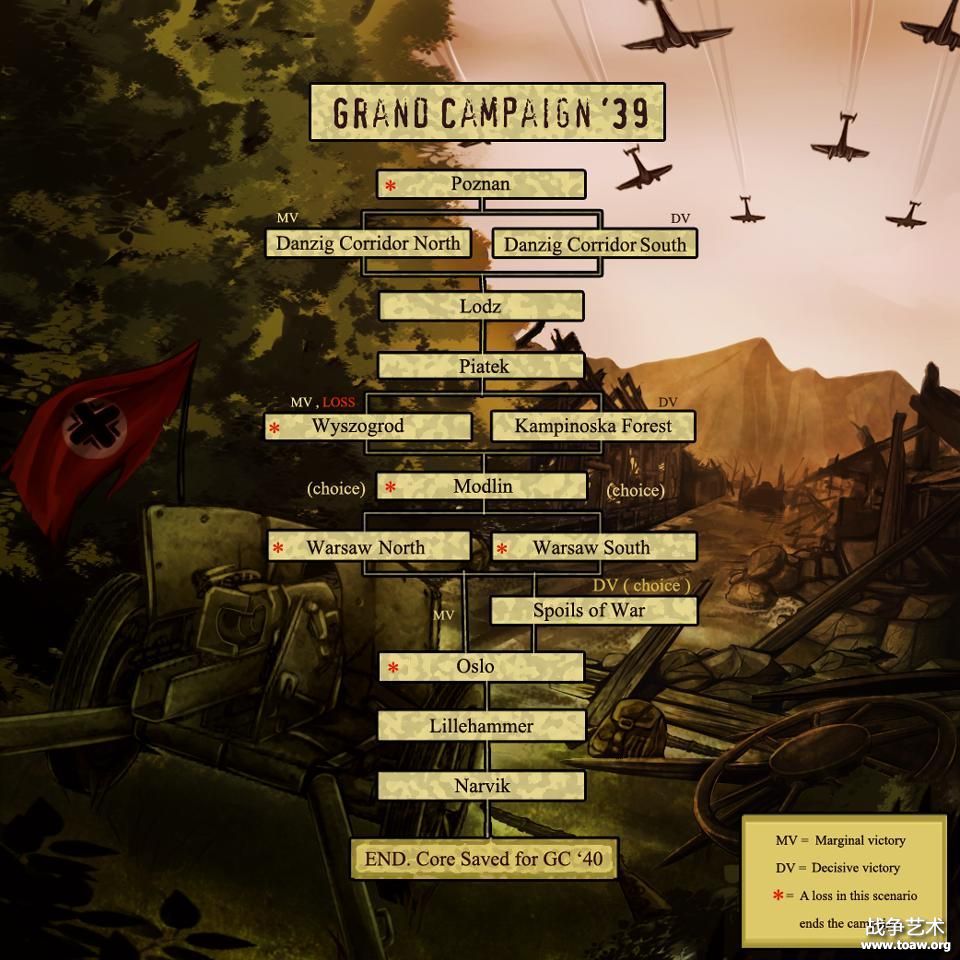 GRAND CAMPAIGN '39
* Poznan
MV
DV
Danzig Corridor North
Danzig Corridor South
Lodz
Piatek
MV , LOSS
DV
* Wyszogrod
Kampinoska Forest
(choice)
* Modlin
(choice)
* Warsaw North
* Warsaw South
DV ( choice )
MV
Spoils of War
* Oslo
Lillehammer
Narvik
END. Core Saved for GC ‘40
MV = Marginal victory
DV = Decisive victory
* = A loss in this scenario
ends the
战争艺术
www.toaw.org